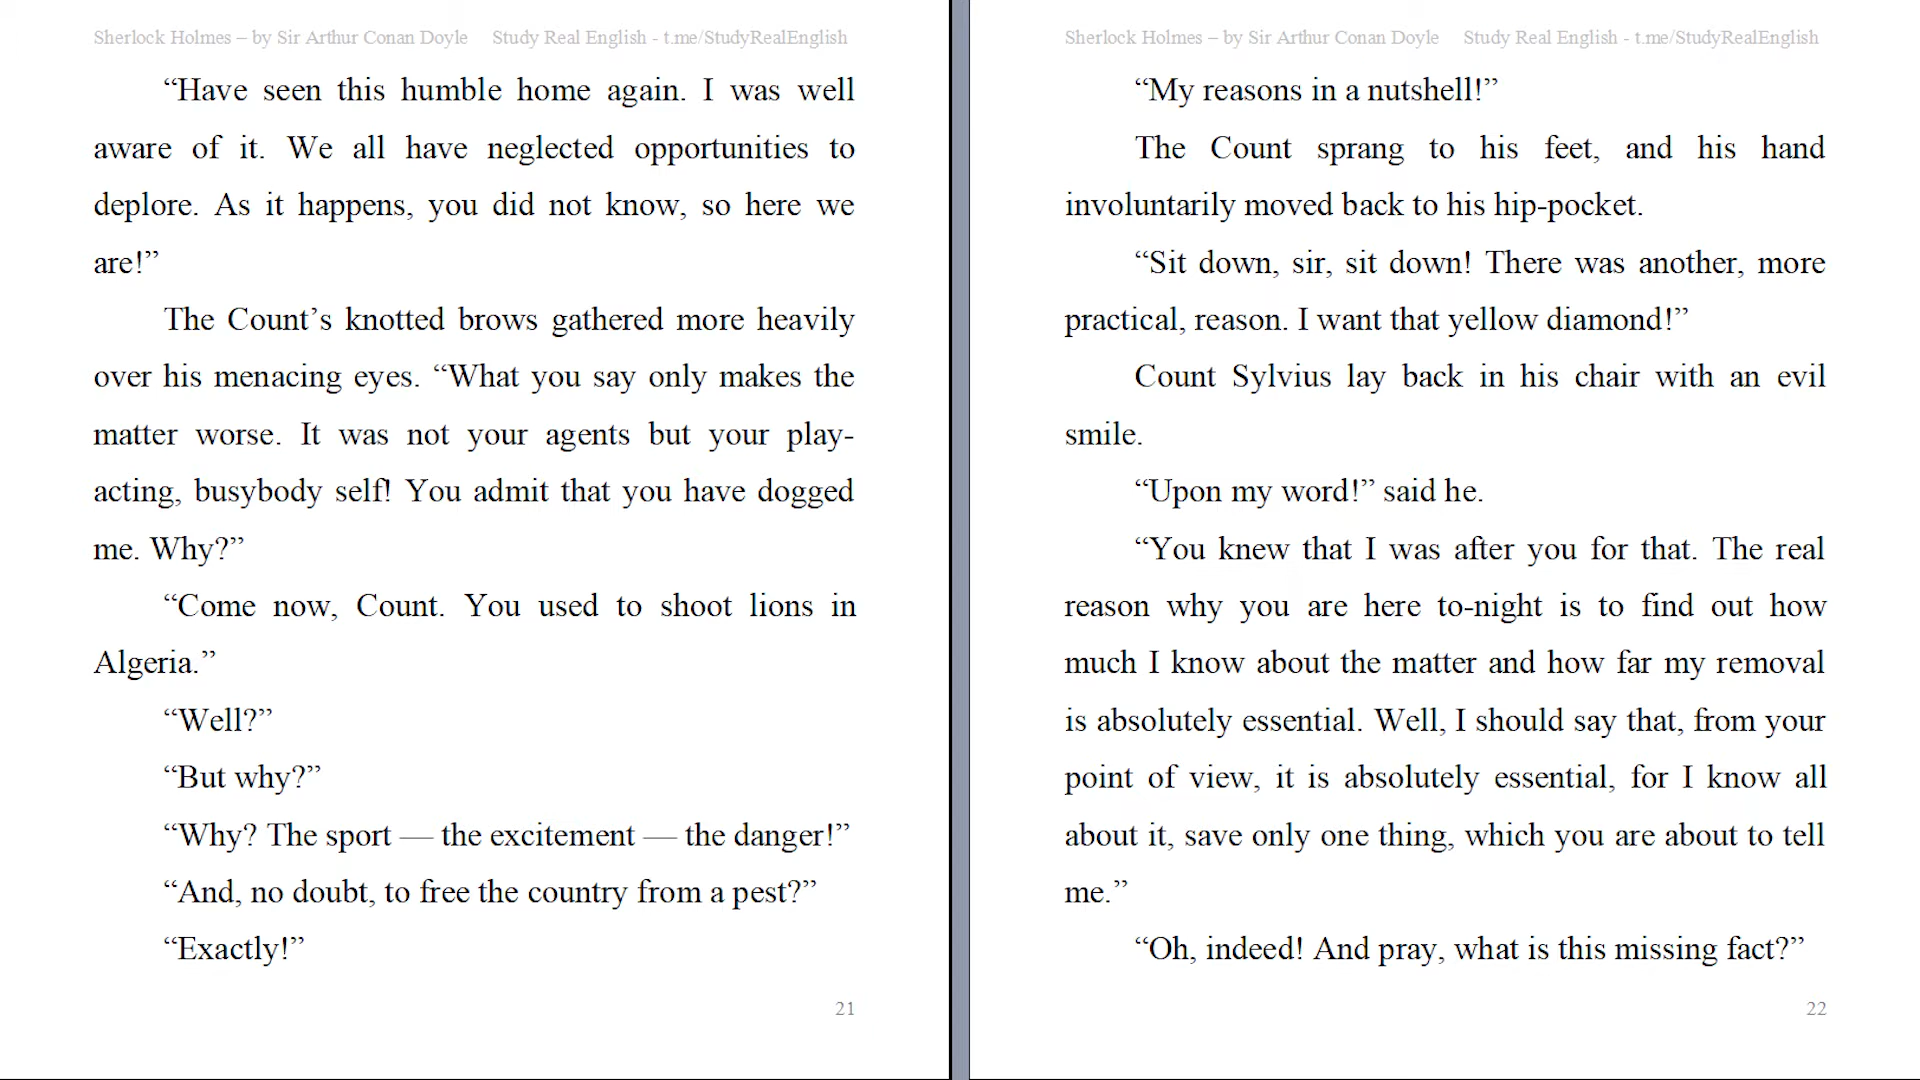 Sherlock Holmes – by Sir Arthur Conan Doyle Study Real English - t.me/StudyRealEnglish
“Have seen this humble home again. I was well
aware of it. We all have neglected opportunities to
deplore. As it happens, you did not know, so here we
are!”
The Count’s knotted brows gathered more heavily
over his menacing eyes. “What you say only makes the
matter worse. It was not your agents but your play-
acting, busybody self! You admit that you have dogged
me. Why?”
“Come now, Count. You used to shoot lions in
Algeria.”
“Well?”
“But why?”
“Why? The sport — the excitement — the danger!”
“And, no doubt, to free the country from a pest?”
“Exactly!”
21
Sherlock Holmes – by Sir Arthur Conan Doyle Study Real English - t.me/StudyRealEnglish
“My reasons in a nutshell!”
The Count sprang to his feet, and his hand
involuntarily moved back to his hip-pocket.
“Sit down, sir, sit down! There was another, more
practical, reason. I want that yellow diamond!”
Count Sylvius lay back in his chair with an evil
smile.
“Upon my word!” said he.
“You knew that I was after you for that. The real
reason why you are here to-night is to find out how
much I know about the matter and how far my removal
is absolutely essential. Well, I should say that, from your
point of view, it is absolutely essential, for I know all
about it, save only one thing, which you are about to tell
me.”
“Oh, indeed! And pray, what is this missing fact?”
22